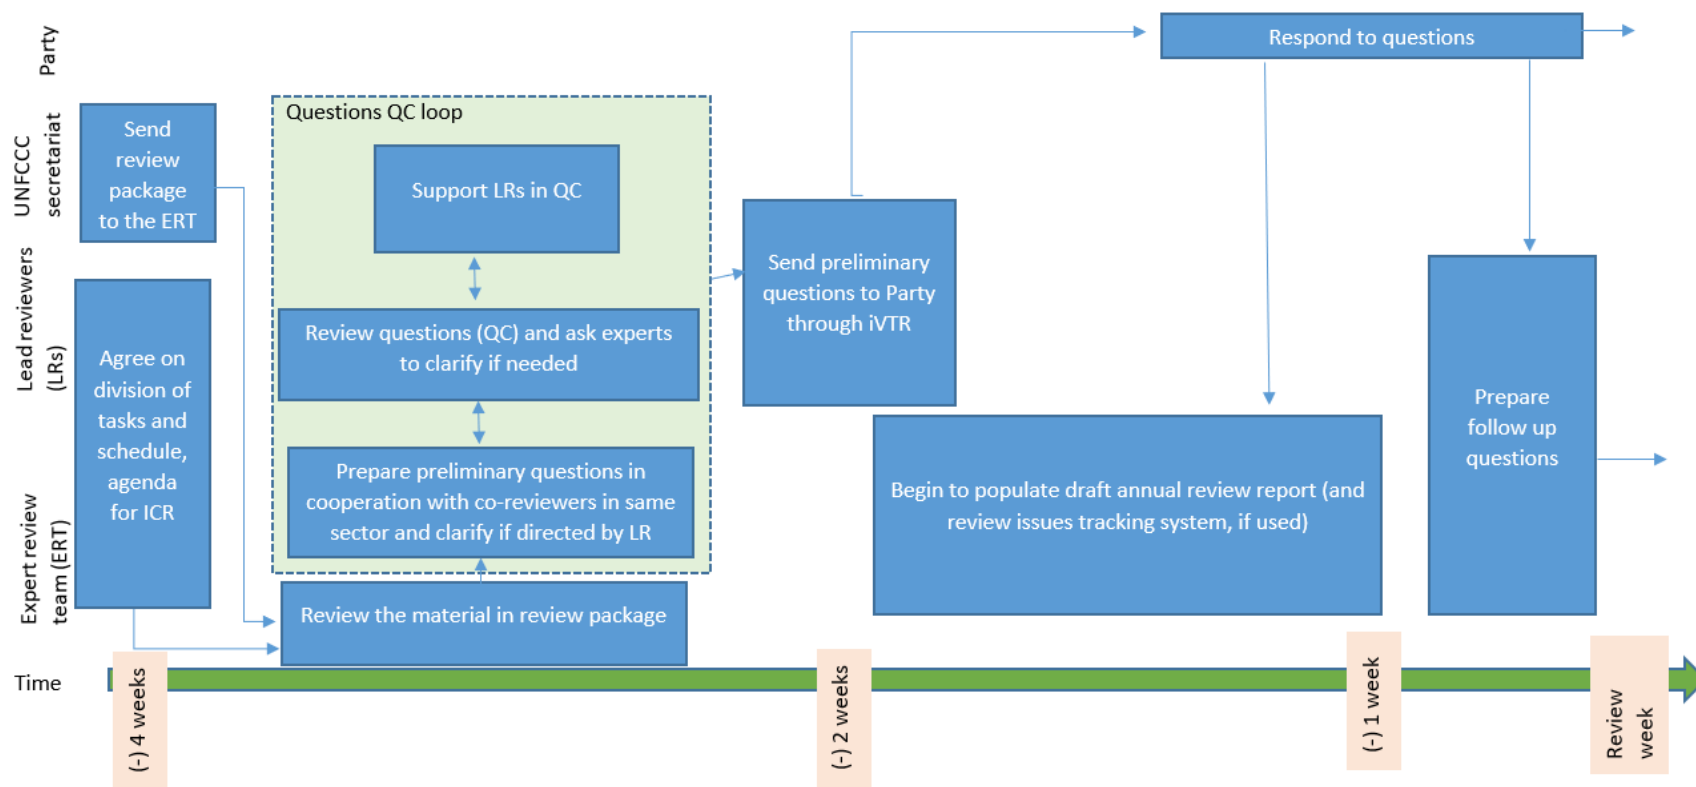 Party
UNFCCC
secretariat
Lead reviewers
(LRs)
Expert review
team (ERT)
Send
review
package
to the ERT
Agree on
division of
tasks and
schedule,
agenda
for ICR
Questions QC loop
Support LRs in QC
Review questions (QC) and ask experts
to clarify if needed
Prepare preliminary questions in
cooperation with co-reviewers in same
sector and clarify if directed by LR
Review the material in review package
Send preliminary
questions to Party
through iVTR
Respond to questions
Begin to populate draft annual review report (and
review issues tracking system, if used)
Prepare
follow up
questions
Time
(-) 4 weeks
(-) 2 weeks
(-) 1 week
Review
week